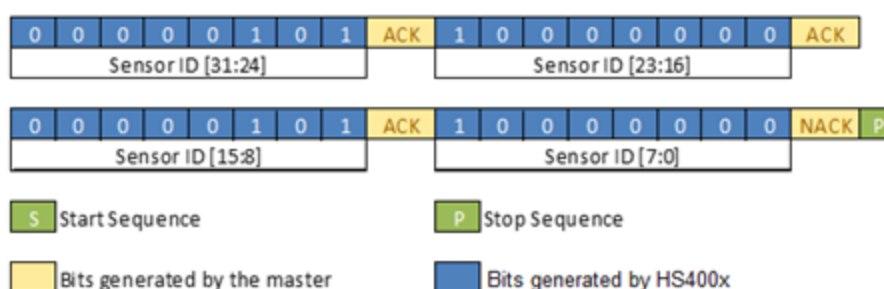 0 0 0 0 0 1 0 1 ACK 1 0 0 0 0 0 0 0 ACK
Sensor ID [31:24] Sensor ID [23:16]
0 0 0 0 0 1 0 1 ACK 1 0 0 0 0 0 0 0 NACK P
Sensor ID [15:8] Sensor ID [7:0]
S Start Sequence P Stop Sequence
Bits generated by the master Bits generated by HS400x